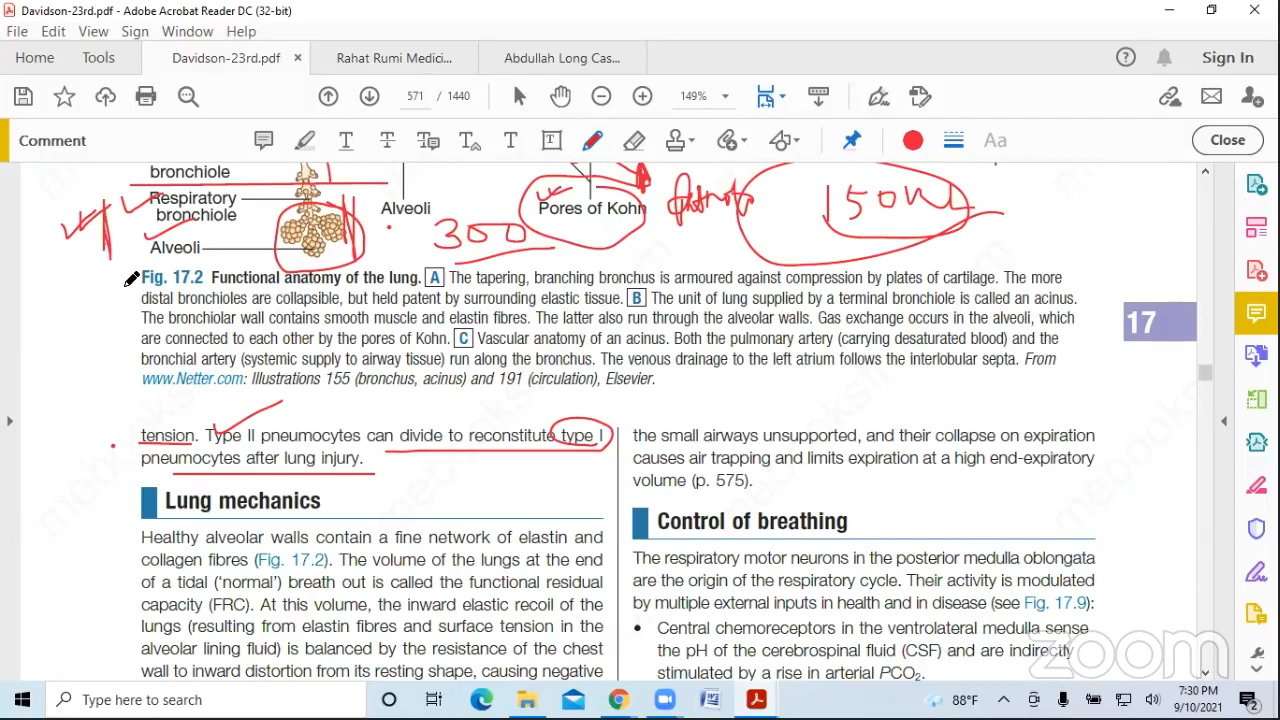 Davidson-23rd.pdf - Adobe Acrobat Reader DC (32-bit)
File Edit View Sign Window Help
Home Tools Davidson-23rd.pdf × Rahat Rumi Medici... Abdullah Long Cas... Sign In
571 / 1440 149%
Comment Aa Close
bronchiole
Respiratory
bronchiole
Alveoli
Alveoli
Pores of Kohn
300
150mL
Fig. 17.2 Functional anatomy of the lung. A The tapering, branching bronchus is armoured against compression by plates of cartilage. The more
distal bronchioles are collapsible, but held patent by surrounding elastic tissue. B The unit of lung supplied by a terminal bronchiole is called an acinus.
The bronchiolar wall contains smooth muscle and elastin fibres. The latter also run through the alveolar walls. Gas exchange occurs in the alveoli, which
are connected to each other by the pores of Kohn. C Vascular anatomy of an acinus. Both the pulmonary artery (carrying desaturated blood) and the
bronchial artery (systemic supply to airway tissue) run along the bronchus. The venous drainage to the left atrium follows the interlobular septa. From
www.Netter.com: Illustrations 155 (bronchus, acinus) and 191 (circulation), Elsevier.
17
tension. Type II pneumocytes can divide to reconstitute type I
pneumocytes after lung injury.
Lung mechanics
Healthy alveolar walls contain a fine network of elastin and
collagen fibres (Fig. 17.2). The volume of the lungs at the end
of a tidal (‘normal’) breath out is called the functional residual
capacity (FRC). At this volume, the inward elastic recoil of the
lungs (resulting from elastin fibres and surface tension in the
alveolar lining fluid) is balanced by the resistance of the chest
wall to inward distortion from its resting shape, causing negative
the small airways unsupported, and their collapse on expiration
causes air trapping and limits expiration at a high end-expiratory
volume (p. 575).
Control of breathing
The respiratory motor neurons in the posterior medulla oblongata
are the origin of the respiratory cycle. Their activity is modulated
by multiple external inputs in health and in disease (see Fig. 17.9):
• Central chemoreceptors in the ventrolateral medulla sense
the pH of the cerebrospinal fluid (CSF) and are indirectly
stimulated by a rise in arterial PCO₂.
zoom
Type here to search
88°F
7:30 PM
9/10/2021
2